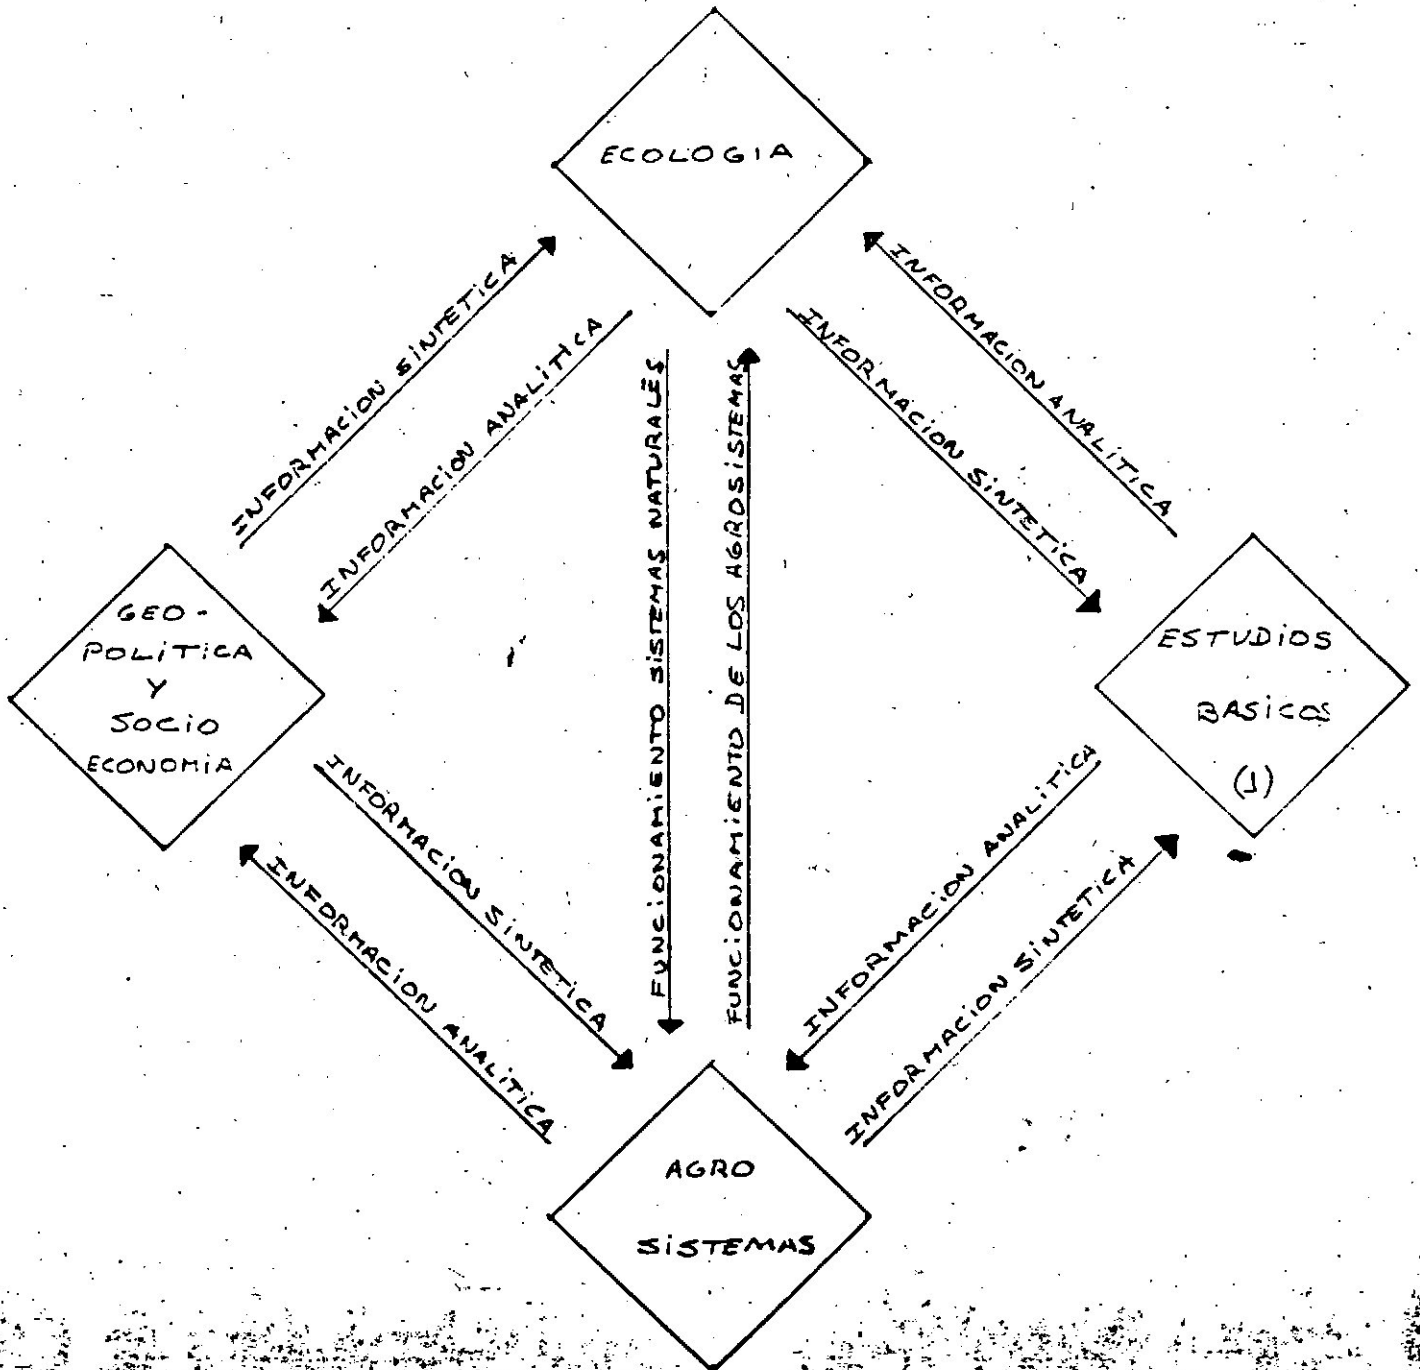 ECOLOGIA
INFORMACION SINTETICA
INFORMACION ANALITICA
FUNCIONAMIENTO SISTEMAS NATURALES
FUNCIONAMIENTO DE LOS AGROSISTEMAS
INFORMACION SINTETICA
INFORMACION ANALITICA
GEO-
POLITICA
Y
SOCIO
ECONOMIA
ESTUDIOS
BASICOS
(1)
INFORMACION SINTETICA
INFORMACION ANALITICA
INFORMACION ANALITICA
INFORMACION SINTETICA
AGRO
SISTEMAS